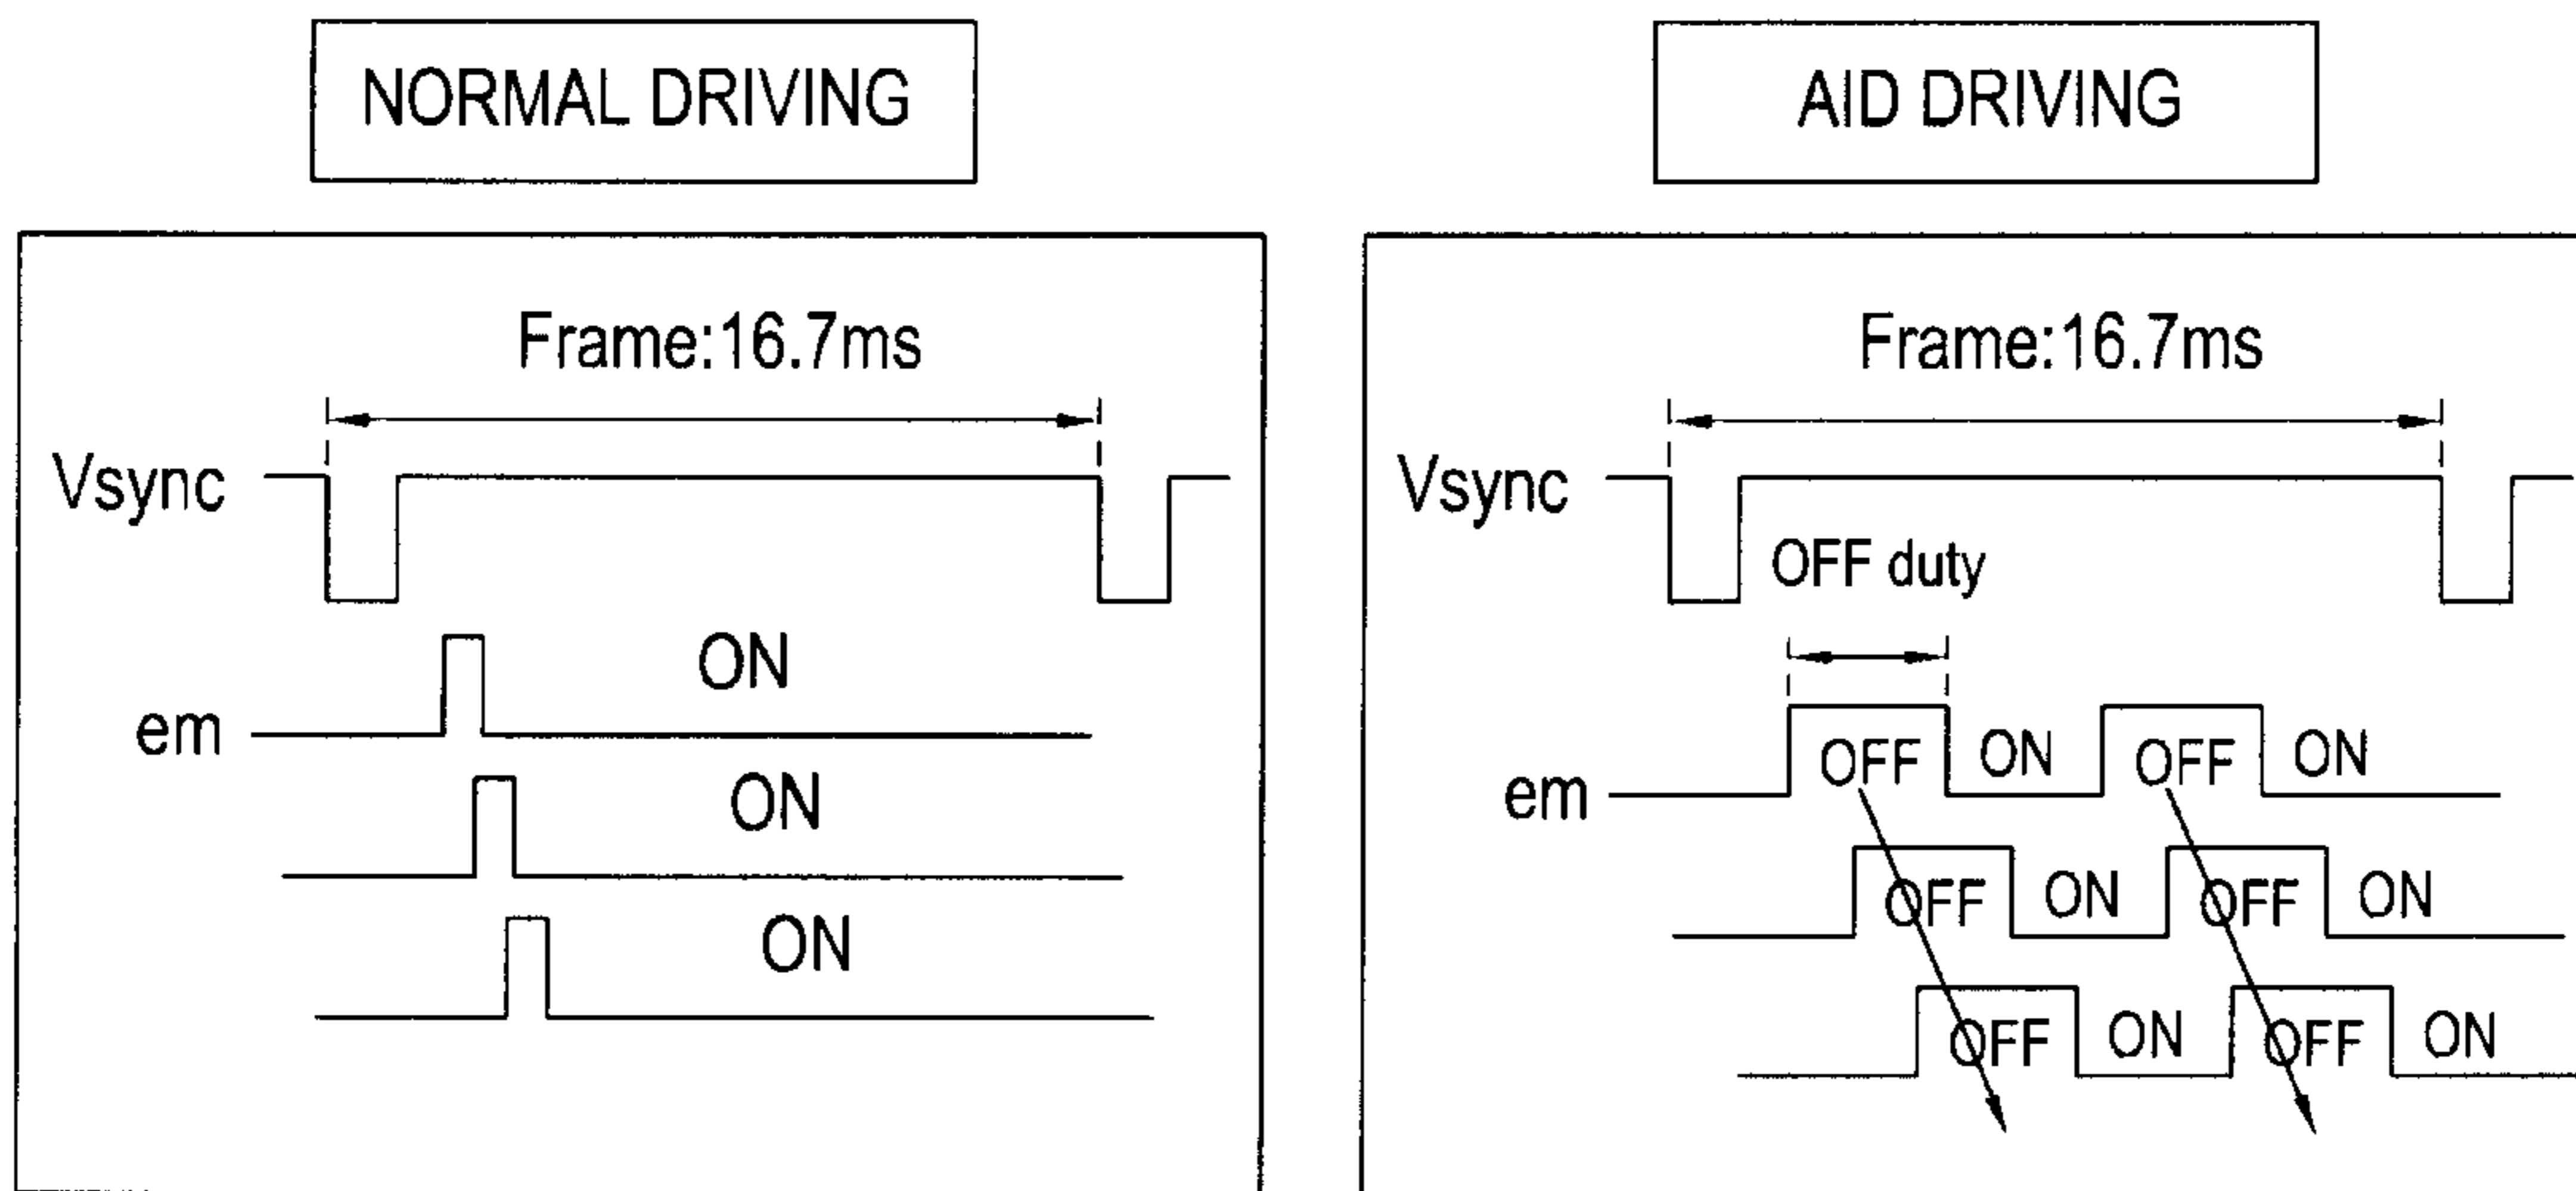 NORMAL DRIVING
Frame:16.7ms
Vsync
ON
em
ON
ON
AID DRIVING
Frame:16.7ms
Vsync
OFF duty
OFF ON OFF ON
em
OFF ON OFF ON
OFF ON OFF ON